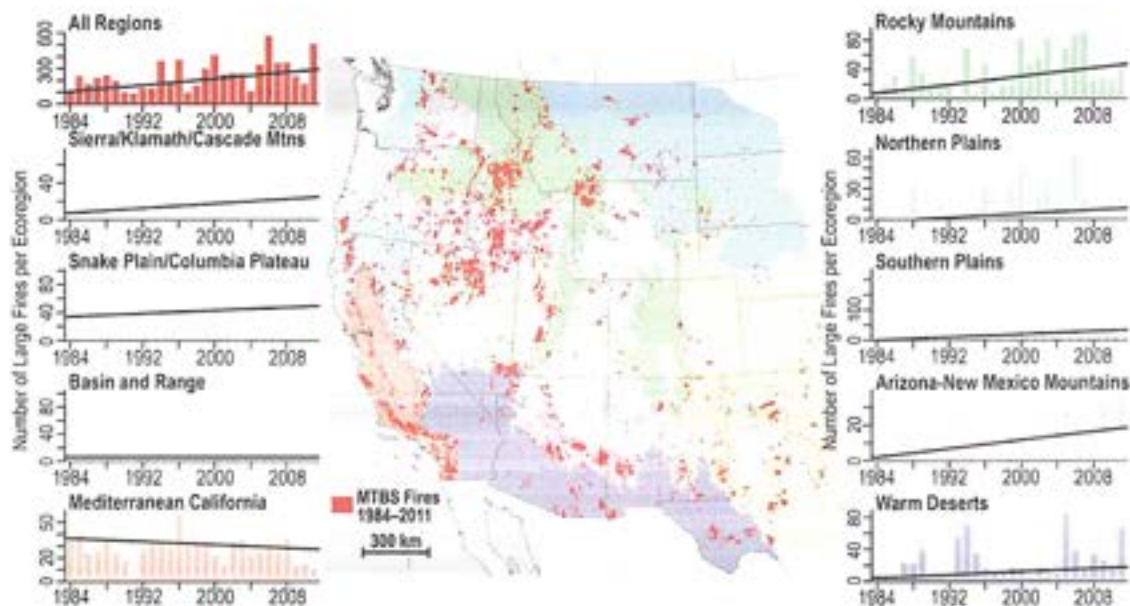 Number of Large Fires per Ecoregion
All Regions
600
300
0
1984 1992 2000 2008
Sierra/Klamath/Cascade Mtns
40
0
1984 1992 2000 2008
Snake Plain/Columbia Plateau
80
40
0
1984 1992 2000 2008
Basin and Range
80
40
0
1984 1992 2000 2008
Mediterranean California
50
20
0
1984 1992 2000 2008
MTBS Fires
1984–2011
300 km
Number of Large Fires per Ecoregion
Rocky Mountains
80
40
0
1984 1992 2000 2008
Northern Plains
60
30
0
1984 1992 2000 2008
Southern Plains
100
0
1984 1992 2000 2008
Arizona-New Mexico Mountains
20
0
1984 1992 2000 2008
Warm Deserts
80
40
0
1984 1992 2000 2008